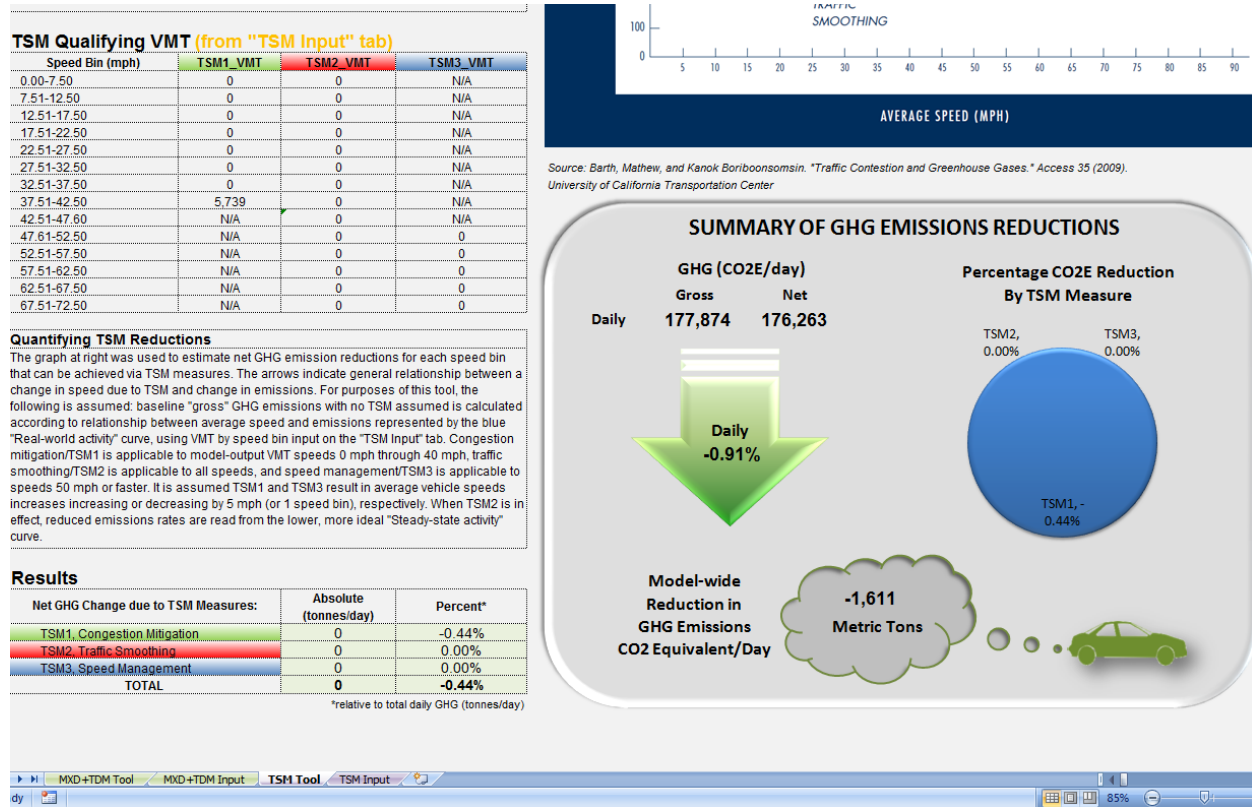 TRAFFIC
SMOOTHING
100
0
5 10 15 20 25 30 35 40 45 50 55 60 65 70 75 80 85 90
AVERAGE SPEED (MPH)
TSM Qualifying VMT (from "TSM Input" tab)
Speed Bin (mph) TSM1_VMT TSM2_VMT TSM3_VMT
0.00-7.50 0 0 N/A
7.51-12.50 0 0 N/A
12.51-17.50 0 0 N/A
17.51-22.50 0 0 N/A
22.51-27.50 0 0 N/A
27.51-32.50 0 0 N/A
32.51-37.50 0 0 N/A
37.51-42.50 5,739 0 N/A
42.51-47.60 N/A 0 N/A
47.61-52.50 N/A 0 0
52.51-57.50 N/A 0 0
57.51-62.50 N/A 0 0
62.51-67.50 N/A 0 0
67.51-72.50 N/A 0 0
Source: Barth, Mathew, and Kanok Boriboonsomsin. "Traffic Contestion and Greenhouse Gases." Access 35 (2009).
University of California Transportation Center
Quantifying TSM Reductions
The graph at right was used to estimate net GHG emission reductions for each speed bin
that can be achieved via TSM measures. The arrows indicate general relationship between a
change in speed due to TSM and change in emissions. For purposes of this tool, the
following is assumed: baseline "gross" GHG emissions with no TSM assumed is calculated
according to relationship between average speed and emissions represented by the blue
"Real-world activity" curve, using VMT by speed bin input on the "TSM Input" tab. Congestion
mitigation/TSM1 is applicable to model-output VMT speeds 0 mph through 40 mph, traffic
smoothing/TSM2 is applicable to all speeds, and speed management/TSM3 is applicable to
speeds 50 mph or faster. It is assumed TSM1 and TSM3 result in average vehicle speeds
increases increasing or decreasing by 5 mph (or 1 speed bin), respectively. When TSM2 is in
effect, reduced emissions rates are read from the lower, more ideal "Steady-state activity"
curve.
SUMMARY OF GHG EMISSIONS REDUCTIONS
GHG (CO2E/day)
Gross Net
Daily 177,874 176,263
Daily
-0.91%
Percentage CO2E Reduction
By TSM Measure
TSM2,
0.00%
TSM3,
0.00%
TSM1, -
0.44%
Model-wide
Reduction in
GHG Emissions
CO2 Equivalent/Day
-1,611
Metric Tons
Results
Net GHG Change due to TSM Measures: Absolute (tonnes/day) Percent*
TSM1, Congestion Mitigation 0 -0.44%
TSM2, Traffic Smoothing 0 0.00%
TSM3, Speed Management 0 0.00%
TOTAL 0 -0.44%
*relative to total daily GHG (tonnes/day)
MXD+TDM Tool MXD+TDM Input TSM Tool TSM Input
dy 85%